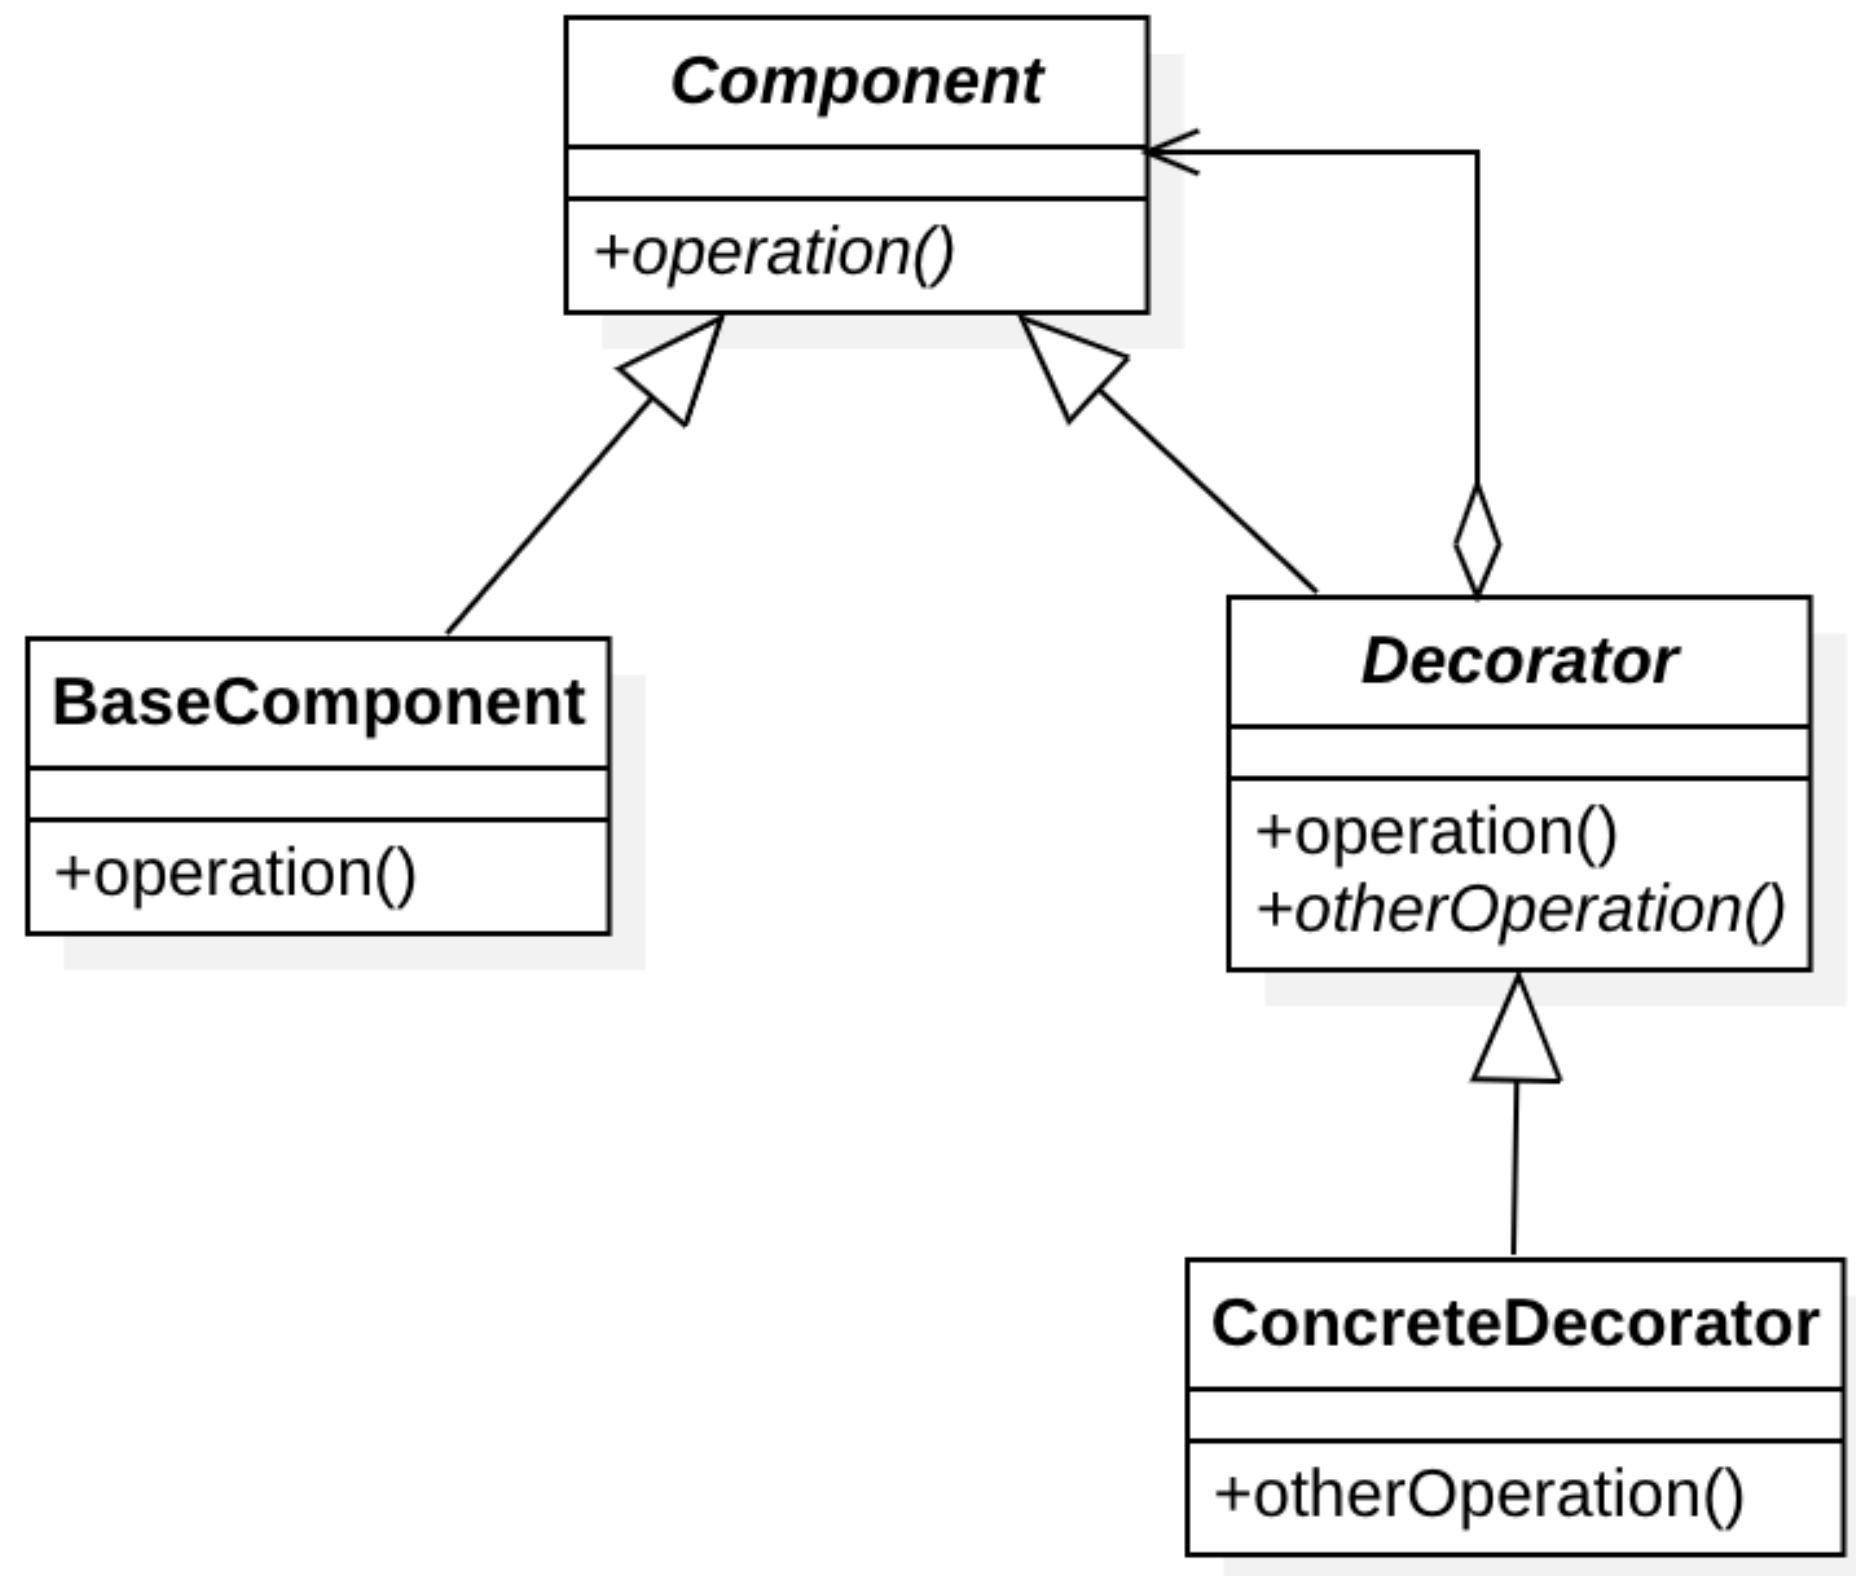 Component
+operation()
BaseComponent
+operation()
Decorator
+operation()
+otherOperation()
ConcreteDecorator
+otherOperation()